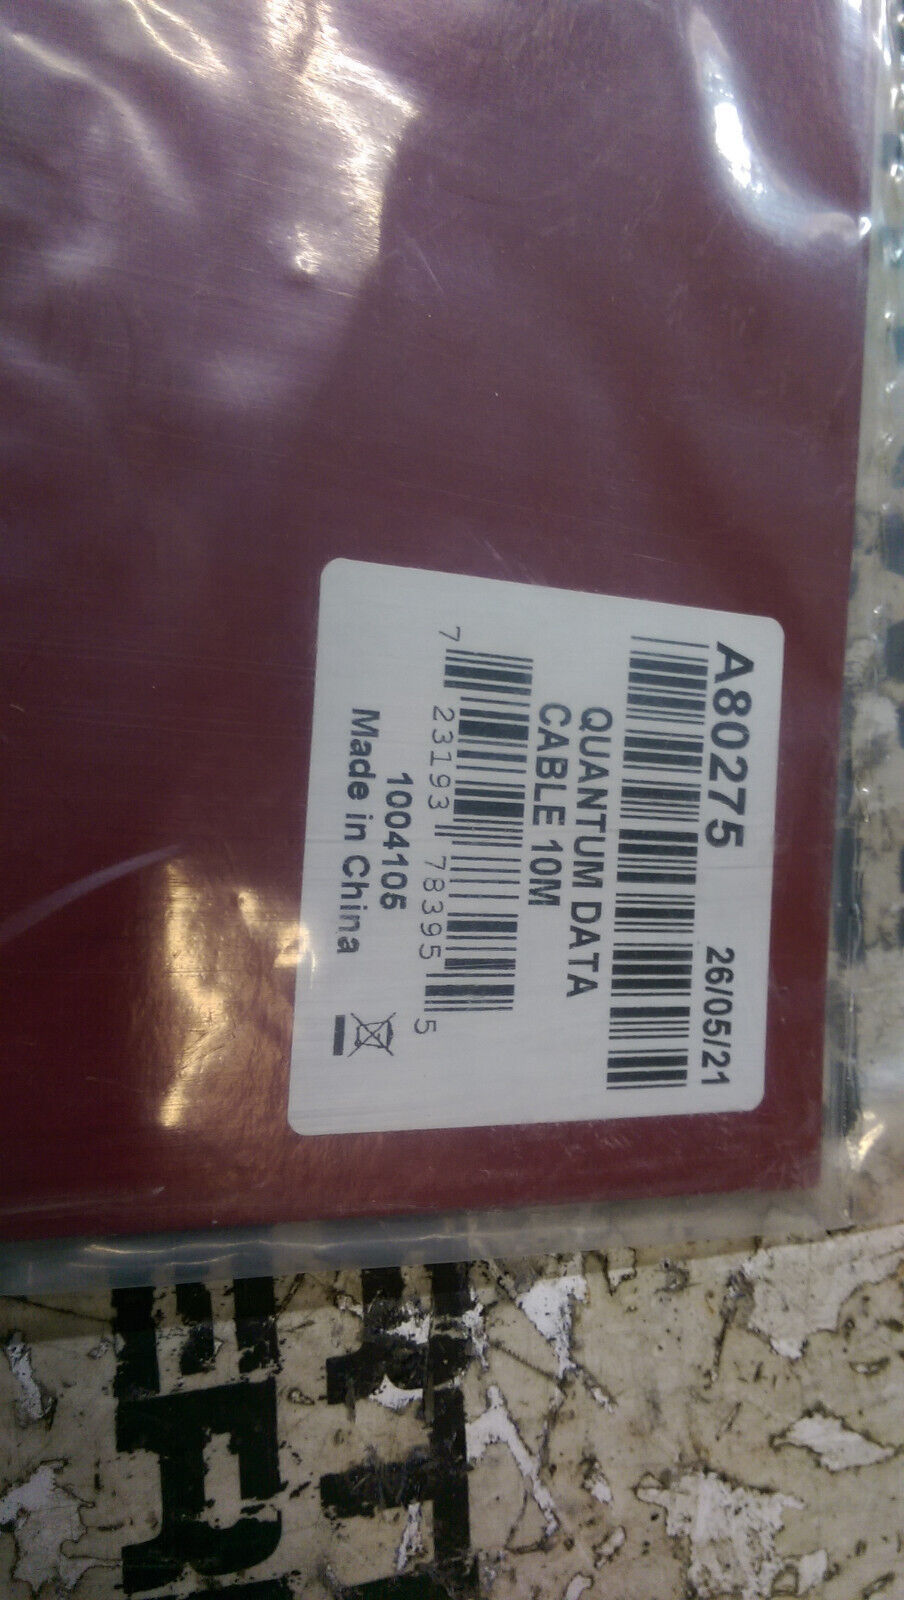 A80275 26/05/21
QUANTUM DATA
CABLE 10M
7 23193 78395 5
1004105
Made in China